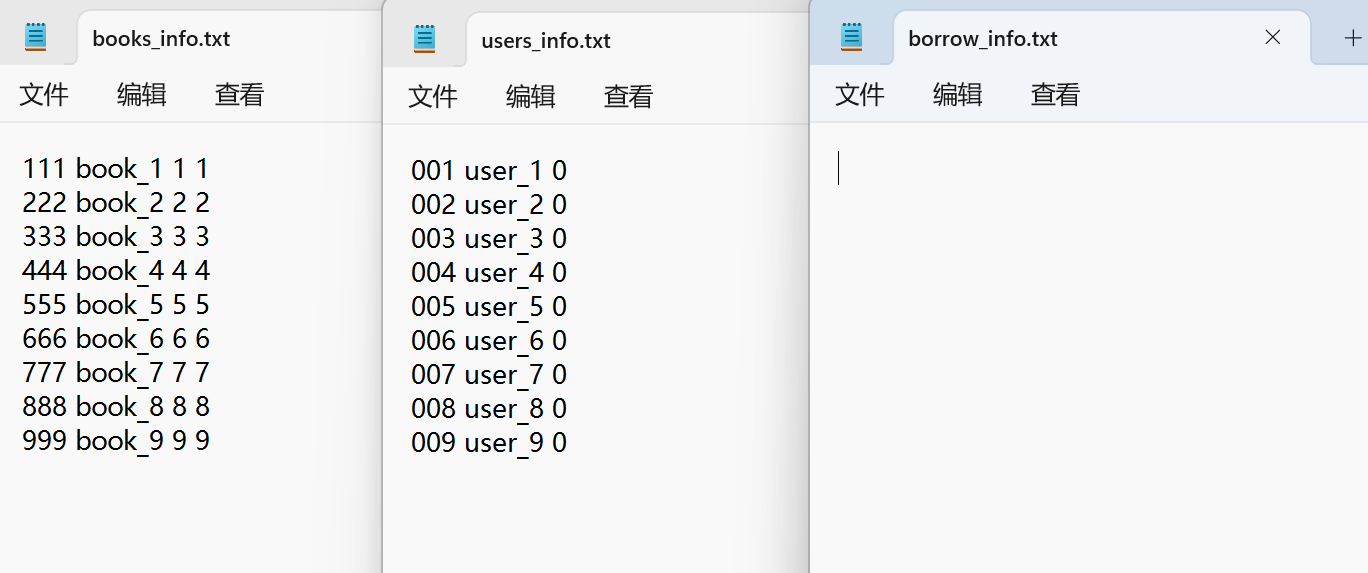 books_info.txt
文件 编辑 查看
111 book_1 1 1
222 book_2 2 2
333 book_3 3 3
444 book_4 4 4
555 book_5 5 5
666 book_6 6 6
777 book_7 7 7
888 book_8 8 8
999 book_9 9 9
users_info.txt
文件 编辑 查看
001 user_1 0
002 user_2 0
003 user_3 0
004 user_4 0
005 user_5 0
006 user_6 0
007 user_7 0
008 user_8 0
009 user_9 0
borrow_info.txt
文件 编辑 查看